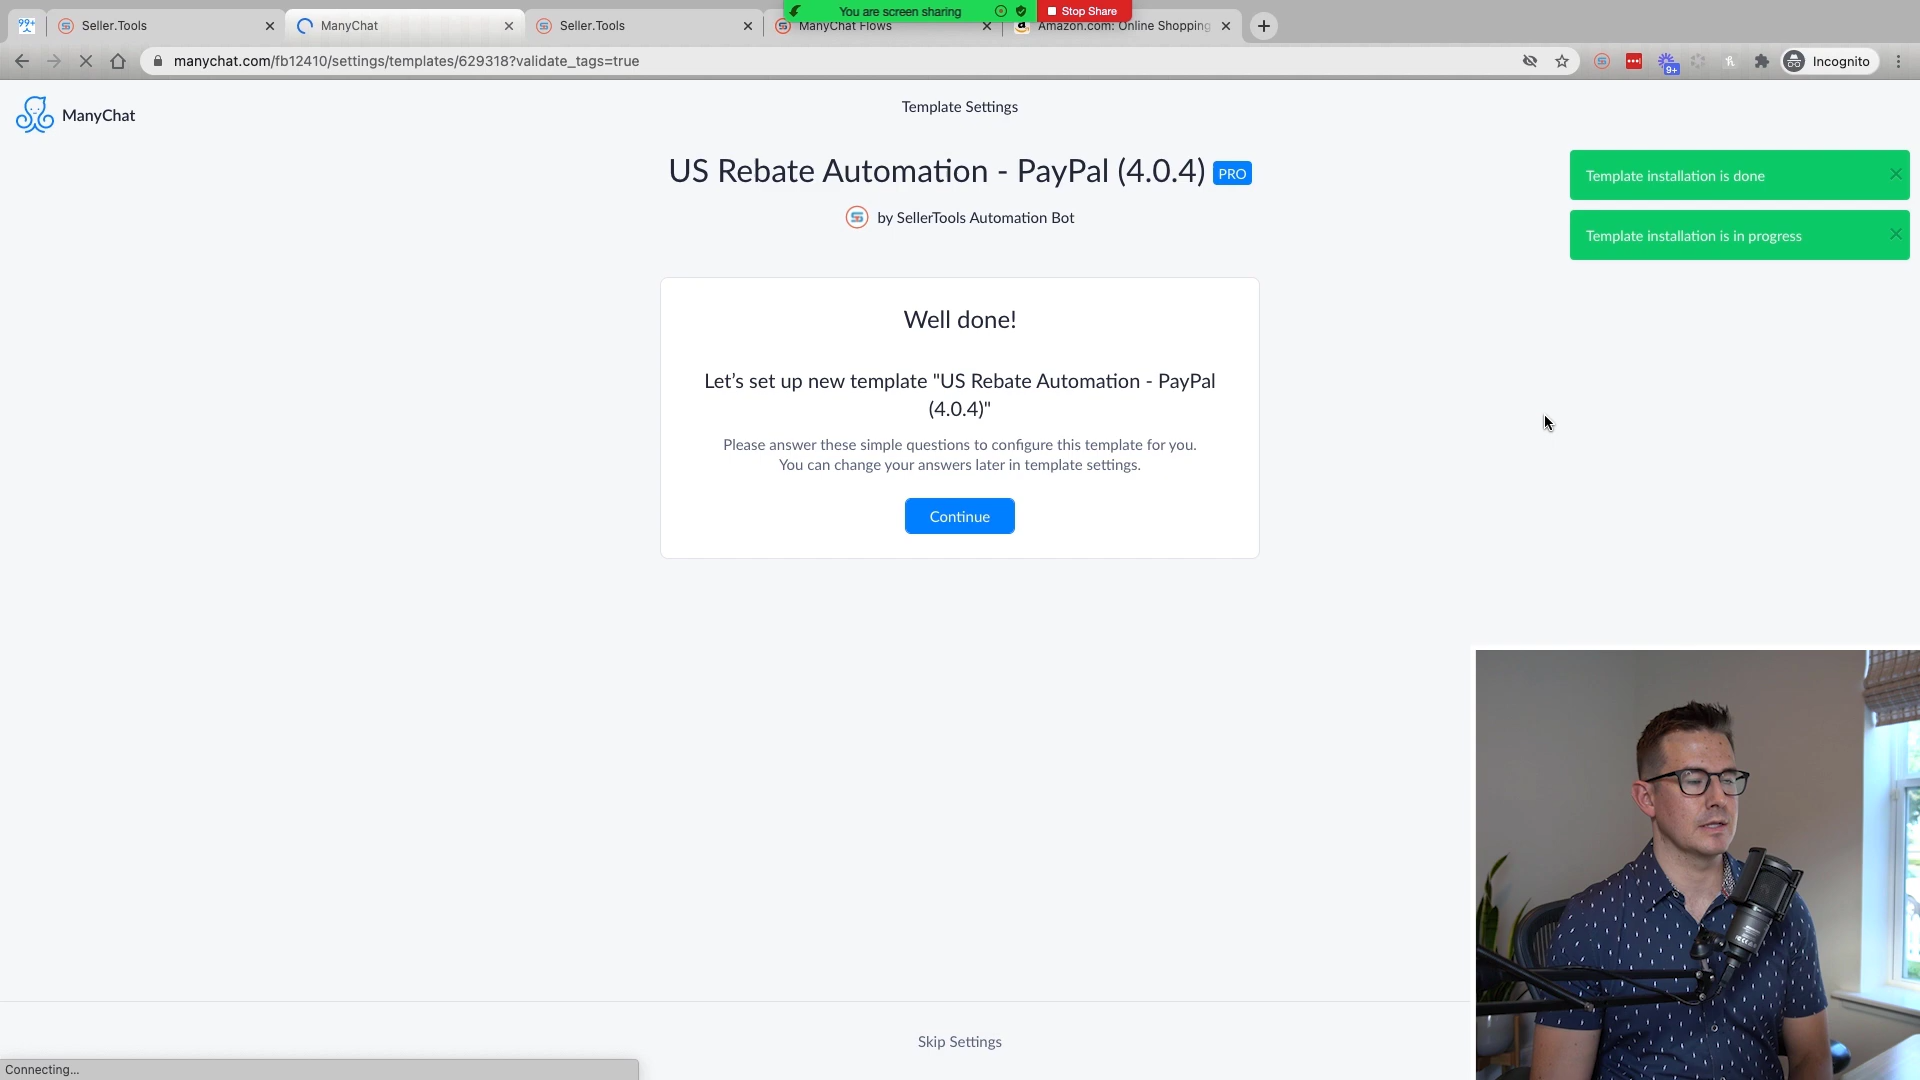 You are screen sharing
Stop Share
99+
Seller.Tools
ManyChat
Seller.Tools
ManyChat Flows
Amazon.com: Online Shopping
manychat.com/fb12410/settings/templates/629318?validate_tags=true
9+
Incognito
ManyChat
Template Settings
US Rebate Automation - PayPal (4.0.4) PRO
by SellerTools Automation Bot
Template installation is done
Template installation is in progress
Well done!
Let’s set up new template "US Rebate Automation - PayPal
(4.0.4)"
Please answer these simple questions to configure this template for you.
You can change your answers later in template settings.
Continue
Skip Settings
Connecting...